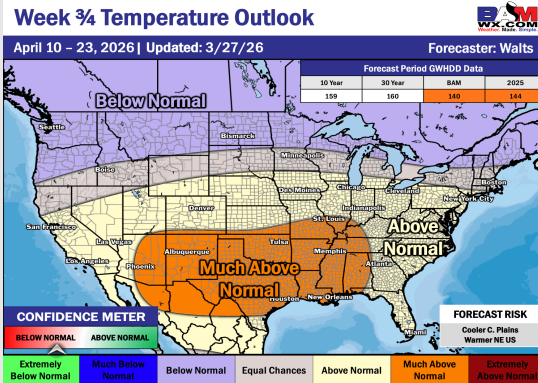 Week ¾ Temperature Outlook
BAM
WX.COM
Weather. Made. Simple.
April 10 – 23, 2026 | Updated: 3/27/26
Forecaster: Walts
Forecast Period GWHDD Data
10 Year 30 Year BAM 2025
159 160 140 144
Below Normal
Seattle
Bismarck
Minneapolis
Boise
Boston
Chicago
Cleveland
Des Moines
New York City
Denver
Indianapolis
San Francisco
St. Louis
Above
Normal
Las Vegas
Tulsa
Albuquerque
Memphis
Los Angeles
Phoenix
Atlanta
Much Above
Normal
Houston
New Orleans
Miami
CONFIDENCE METER
BELOW NORMAL ABOVE NORMAL
FORECAST RISK
Cooler C. Plains
Warmer NE US
Extremely
Below Normal
Much Below
Normal
Below Normal
Equal Chances
Above Normal
Much Above
Normal
Extremely
Above Normal